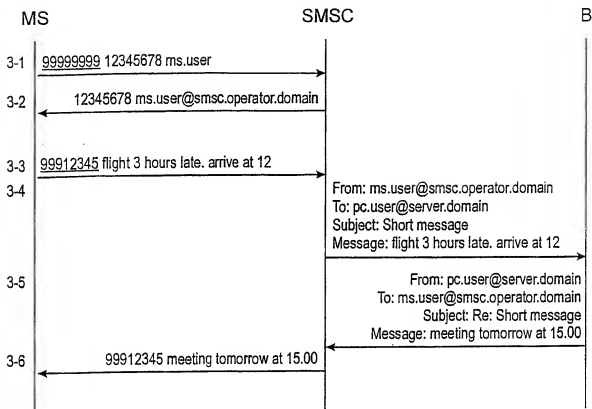 MS SMSC B
3-1 99999999 12345678 ms.user
3-2 12345678 ms.user@smsc.operator.domain
3-3 99912345 flight 3 hours late. arrive at 12
3-4
From: ms.user@smsc.operator.domain
To: pc.user@server.domain
Subject: Short message
Message: flight 3 hours late. arrive at 12
3-5 From: pc.user@server.domain
To: ms.user@smsc.operator.domain
Subject: Re: Short message
Message: meeting tomorrow at 15.00
3-6 99912345 meeting tomorrow at 15.00